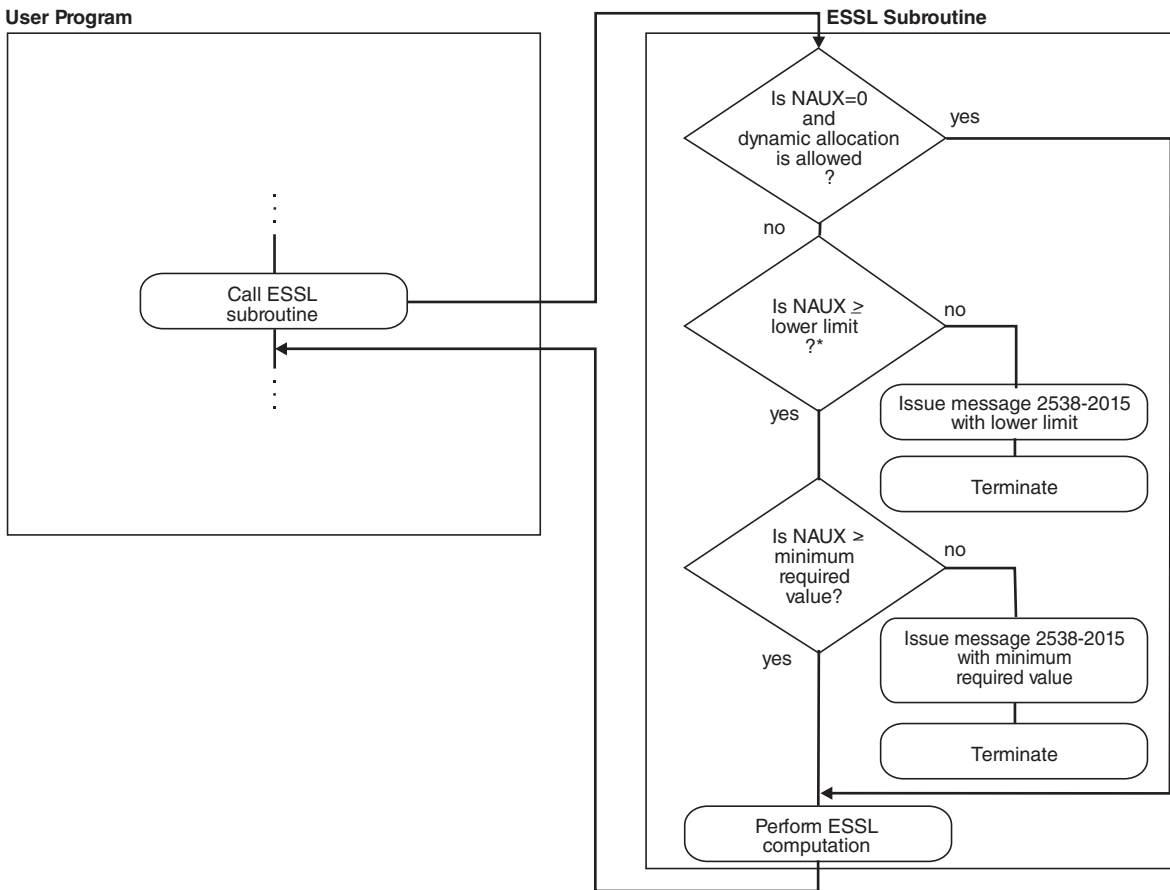 User Program
ESSL Subroutine
Is NAUX=0
and
dynamic allocation
is allowed
?
yes
no
Call ESSL
subroutine
Is NAUX ≥
lower limit
?*
no
yes
Issue message 2538-2015
with lower limit
Terminate
Is NAUX ≥
minimum
required
value?
no
yes
Issue message 2538-2015
with minimum
required value
Terminate
Perform ESSL
computation